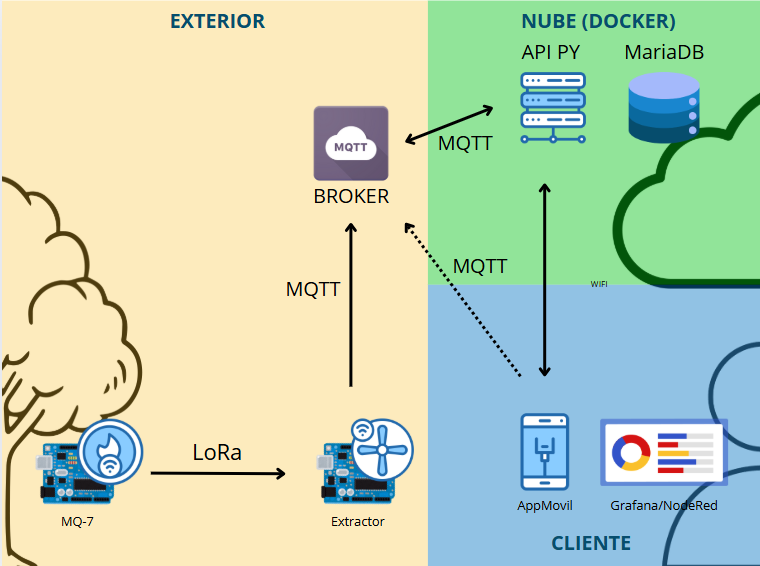 EXTERIOR
NUBE (DOCKER)
API PY
MariaDB
MQTT
MQTT
BROKER
MQTT
WIFI
MQTT
LoRa
MQ-7
Extractor
AppMovil
Grafana/NodeRed
CLIENTE